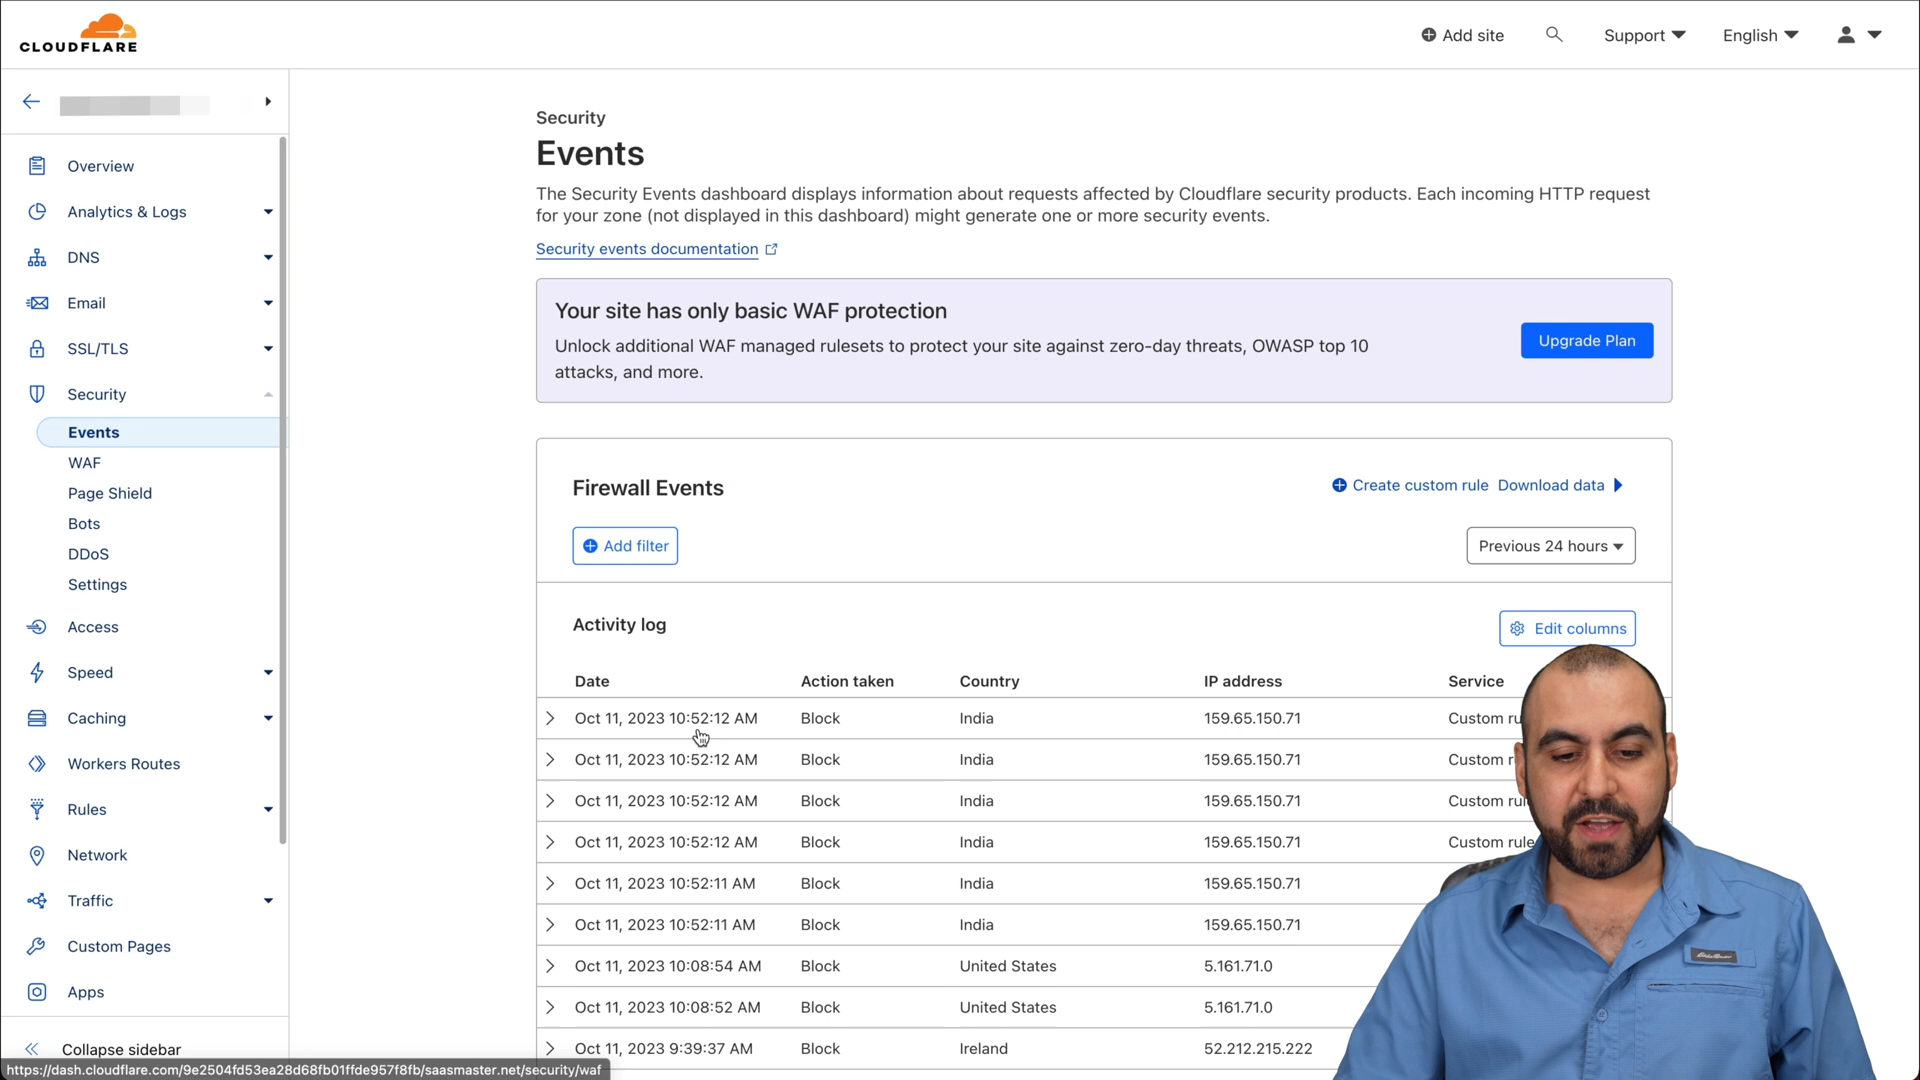 CLOUDFLARE
Add site
Support
English
Overview
Analytics & Logs
DNS
Email
SSL/TLS
Security
Events
WAF
Page Shield
Bots
DDoS
Settings
Access
Speed
Caching
Workers Routes
Rules
Network
Traffic
Custom Pages
Apps
Collapse sidebar
https://dash.cloudflare.com/9e2504fd53ea28d68fb01ffde957f8fb/saasmaster.net/security/waf
Security
Events
The Security Events dashboard displays information about requests affected by Cloudflare security products. Each incoming HTTP request
for your zone (not displayed in this dashboard) might generate one or more security events.
Security events documentation
Your site has only basic WAF protection
Unlock additional WAF managed rulesets to protect your site against zero-day threats, OWASP top 10
attacks, and more.
Upgrade Plan
Firewall Events
Create custom rule Download data
Add filter
Previous 24 hours
Activity log
Edit columns
Date Action taken Country IP address Service
Oct 11, 2023 10:52:12 AM Block India 159.65.150.71 Custom ru
Oct 11, 2023 10:52:12 AM Block India 159.65.150.71 Custom r
Oct 11, 2023 10:52:12 AM Block India 159.65.150.71 Custom rul
Oct 11, 2023 10:52:12 AM Block India 159.65.150.71 Custom rule
Oct 11, 2023 10:52:11 AM Block India 159.65.150.71
Oct 11, 2023 10:52:11 AM Block India 159.65.150.71
Oct 11, 2023 10:08:54 AM Block United States 5.161.71.0
Oct 11, 2023 10:08:52 AM Block United States 5.161.71.0
Oct 11, 2023 9:39:37 AM Block Ireland 52.212.215.222